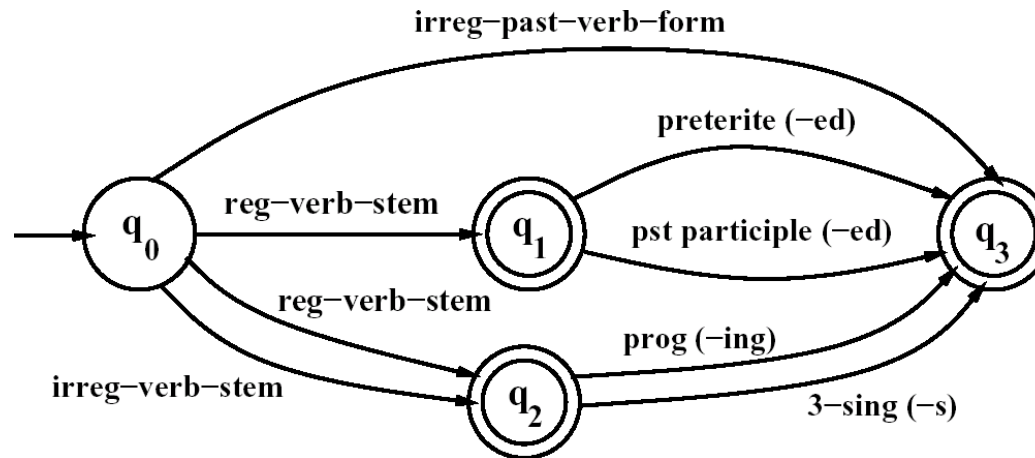 irreg−past−verb−form
preterite (−ed)
reg−verb−stem
q0
q1
pst participle (−ed)
q3
reg−verb−stem
prog (−ing)
irreg−verb−stem
q2
3−sing (−s)